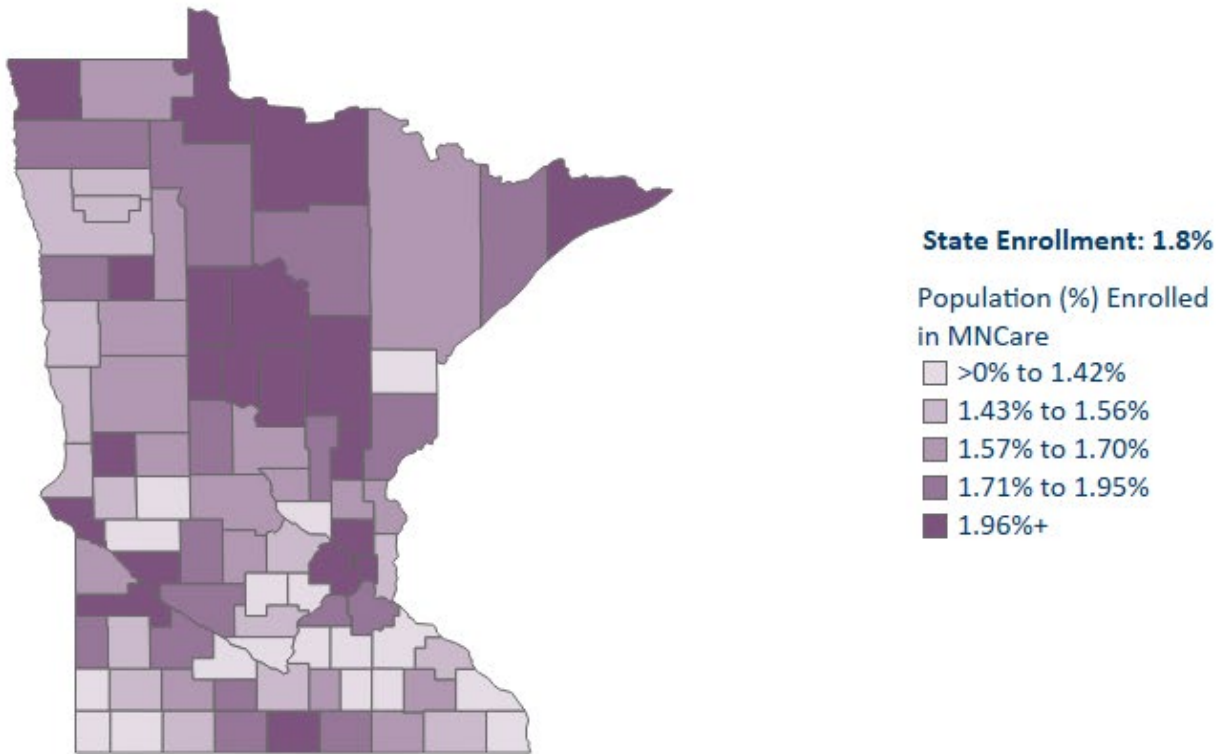 State Enrollment: 1.8%
Population (%) Enrolled
in MNCare
>0% to 1.42%
1.43% to 1.56%
1.57% to 1.70%
1.71% to 1.95%
1.96%+